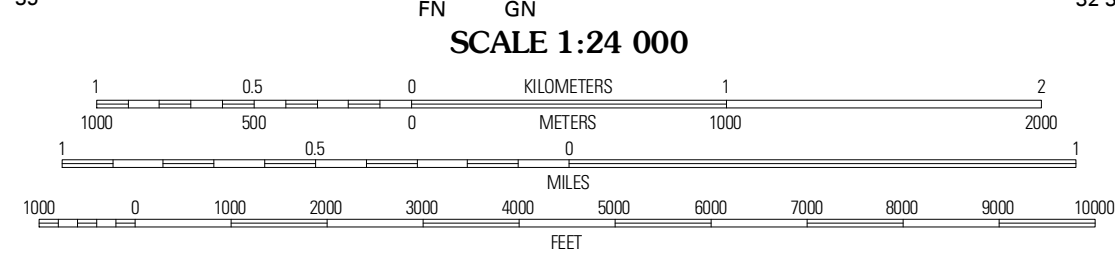 FN GN
SCALE 1:24 000
1 0.5 0 KILOMETERS 1 2
1000 500 0 METERS 1000 2000
1 0.5 0 1
MILES
1000 0 1000 2000 3000 4000 5000 6000 7000 8000 9000 10000
FEET